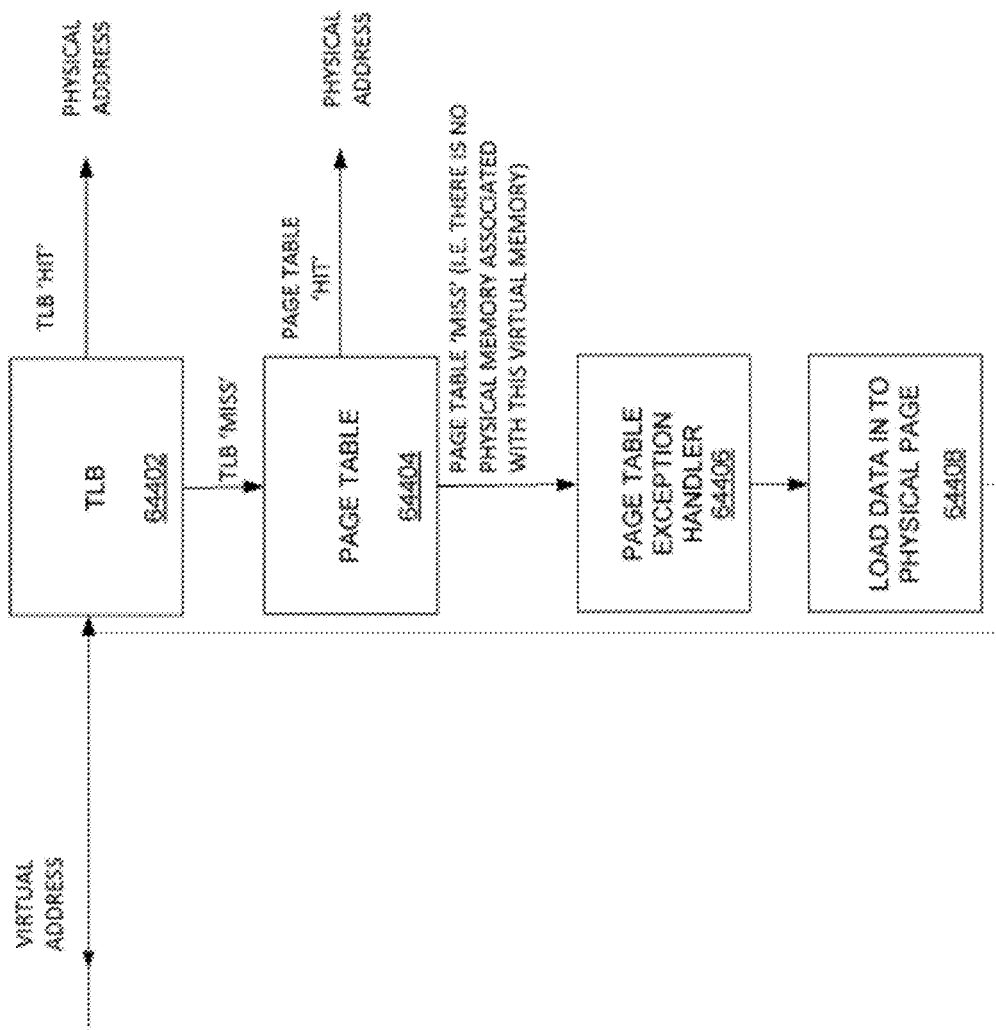 VIRTUAL
ADDRESS
TLB
64402
TLB 'HIT'
PHYSICAL
ADDRESS
TLB 'MISS'
PAGE TABLE
64404
PAGE TABLE
'HIT'
PHYSICAL
ADDRESS
PAGE TABLE 'MISS' (I.E. THERE IS NO
PHYSICAL MEMORY ASSOCIATED
WITH THIS VIRTUAL MEMORY)
PAGE TABLE
EXCEPTION
HANDLER
64406
LOAD DATA IN TO
PHYSICAL PAGE
64408